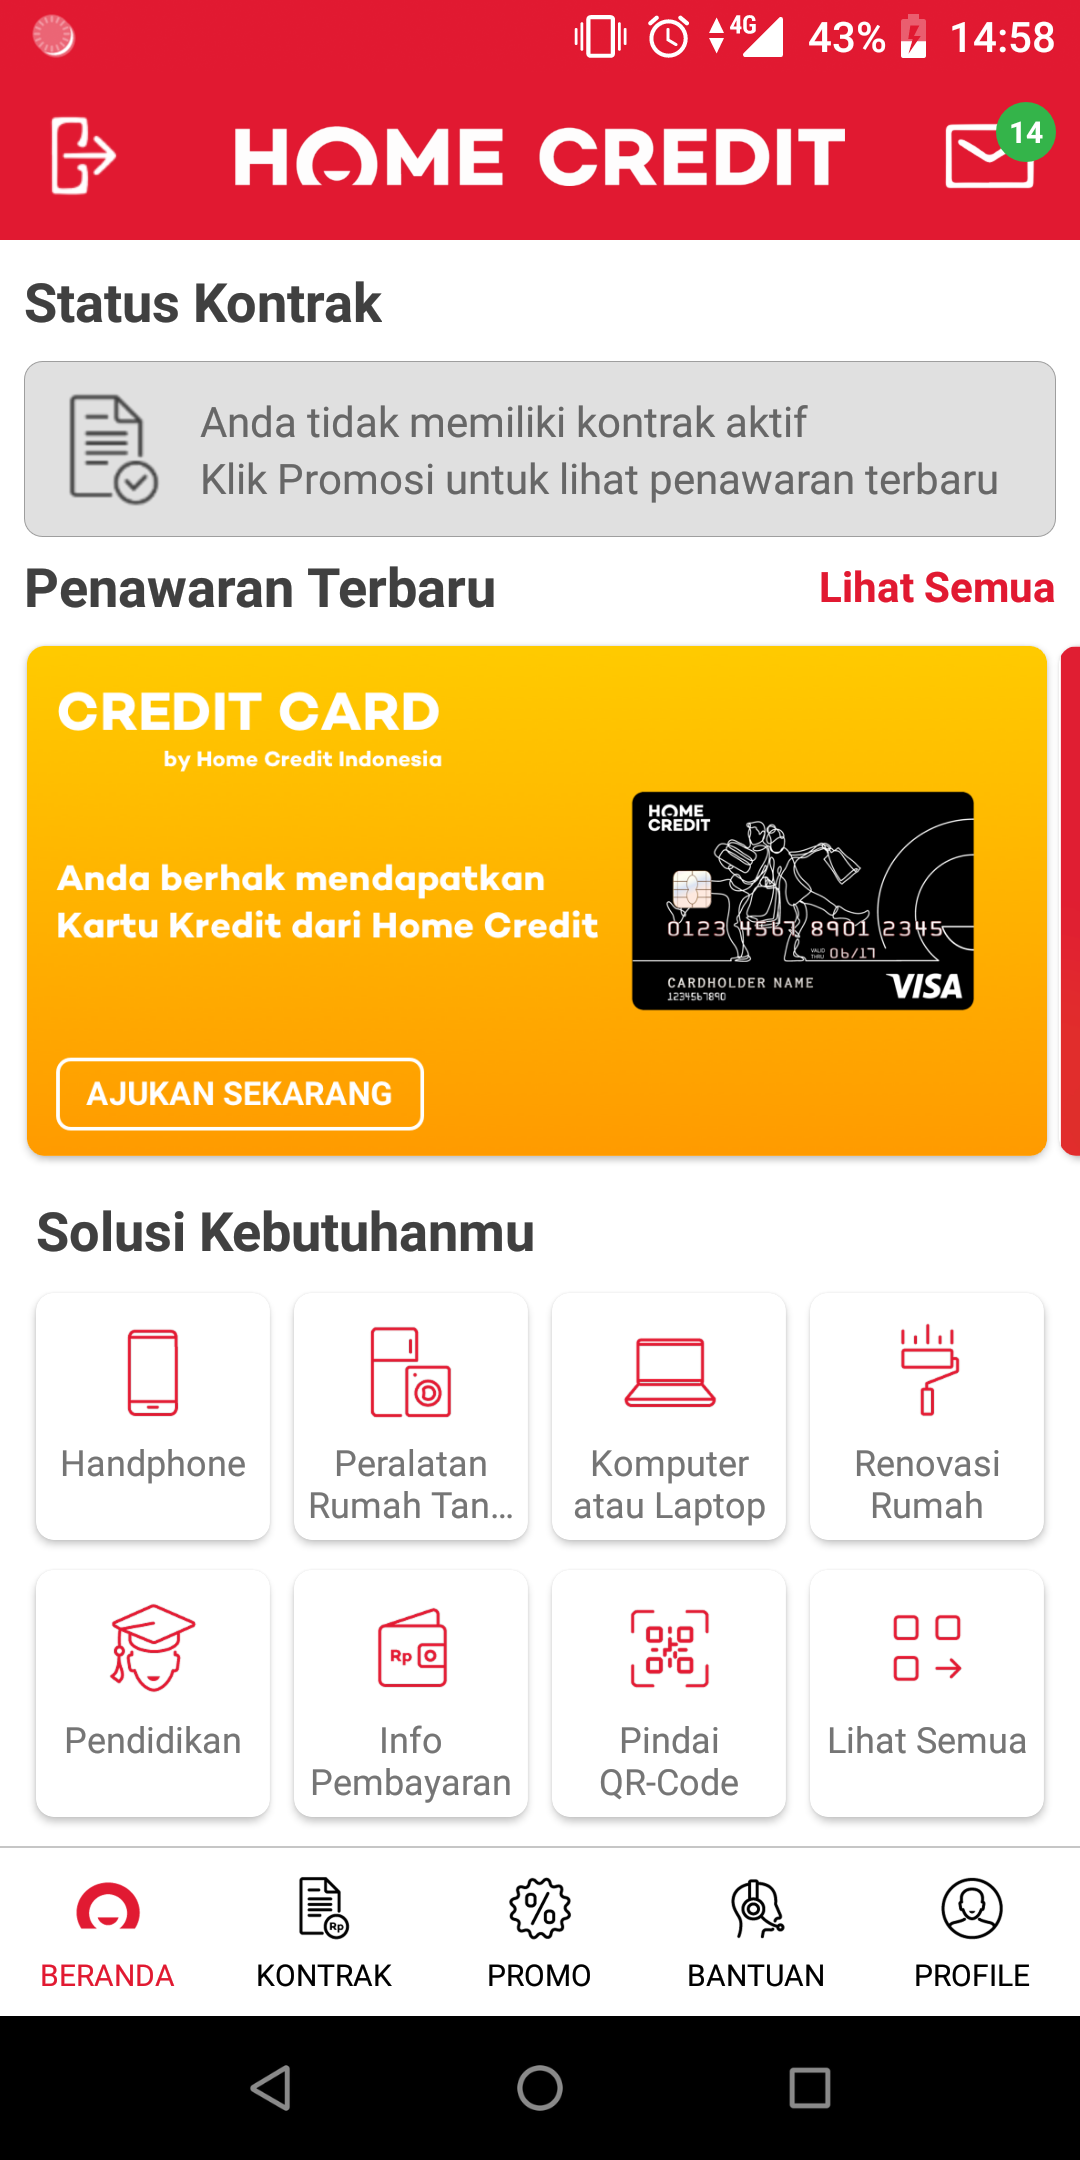 4G 43% 14:58
HOME CREDIT
14
Status Kontrak
Anda tidak memiliki kontrak aktif
Klik Promosi untuk lihat penawaran terbaru
Penawaran Terbaru
Lihat Semua
CREDIT CARD
by Home Credit Indonesia
Anda berhak mendapatkan
Kartu Kredit dari Home Credit
AJUKAN SEKARANG
HOME
CREDIT
0123 4567 8901 2345
VALID
THRU 06/17
CARDHOLDER NAME
1234567890
VISA
Solusi Kebutuhanmu
Handphone
Peralatan
Rumah Tan...
Komputer
atau Laptop
Renovasi
Rumah
Pendidikan
Rp
Info
Pembayaran
Pindai
QR-Code
Lihat Semua
BERANDA
Rp
KONTRAK
%
PROMO
BANTUAN
PROFILE